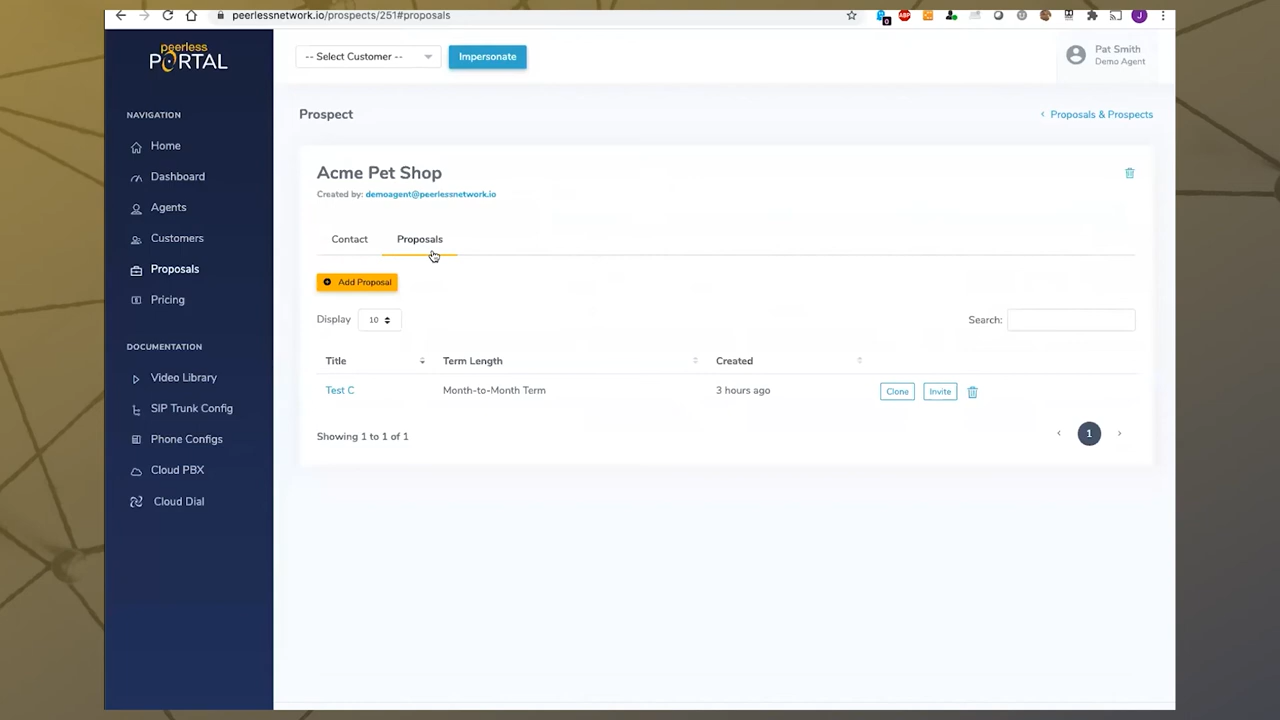 peerlessnetwork.io/prospects/251#proposals
ABP
0
J
peerless
PORTAL
-- Select Customer --
Impersonate
Pat Smith
Demo Agent
NAVIGATION
Home
Dashboard
Agents
Customers
Proposals
Pricing
DOCUMENTATION
Video Library
SIP Trunk Config
Phone Configs
Cloud PBX
Cloud Dial
Prospect
‹ Proposals & Prospects
Acme Pet Shop
Created by: demoagent@peerlessnetwork.io
Contact Proposals
Add Proposal
Display 10
Search:
Title Term Length Created
Test C Month-to-Month Term 3 hours ago Clone Invite
Showing 1 to 1 of 1
‹ 1 ›